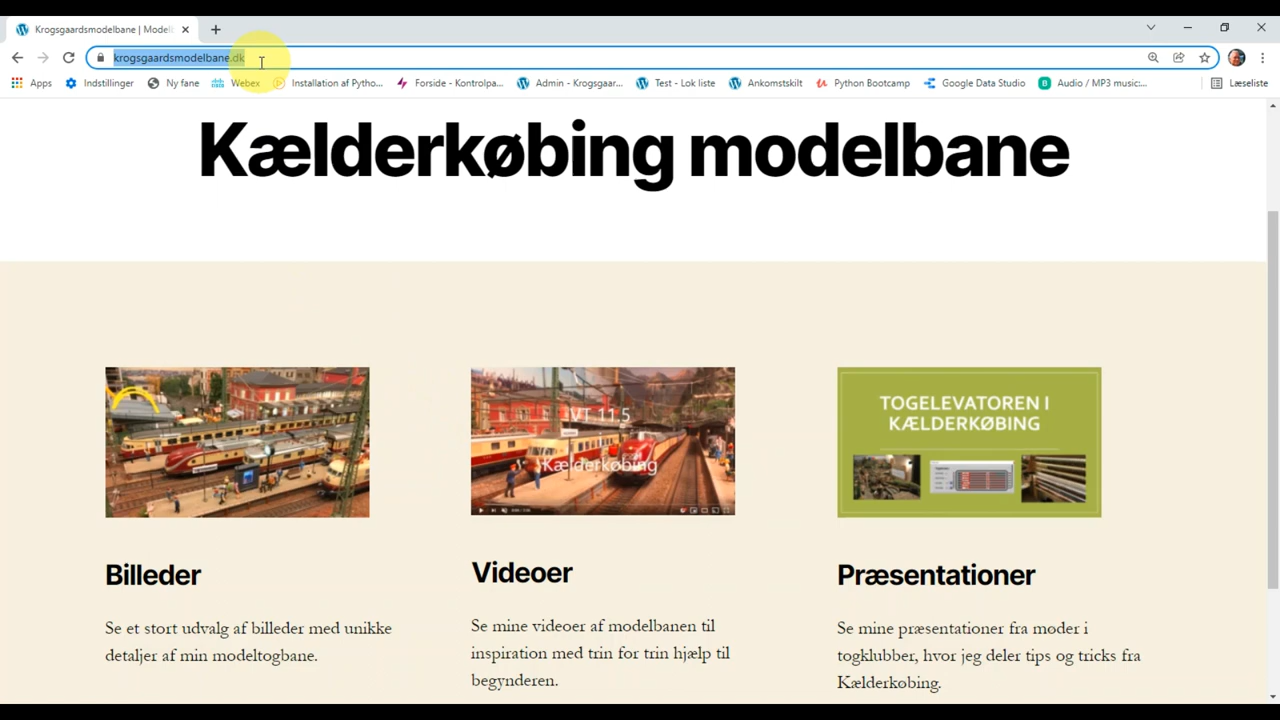 Krogsgaardsmodelbane | Model
krogsgaardsmodelbane.dk
Apps Indstillinger Ny fane Webex Installation af Pytho... Forside - Kontrolpa... Admin - Krogsgaar... Test - Lok liste Ankomstskilt Python Bootcamp Google Data Studio Audio / MP3 music:... Læseliste
Kælderkøbing modelbane
VT 11.5
Kælderkøbing
TOGELEVATOREN I
KÆLDERKØBING
Billeder
Se et stort udvalg af billeder med unikke
detaljer af min modeltogbane.
Videoer
Se mine videoer af modelbanen til
inspiration med trin for trin hjælp til
begynderen.
Præsentationer
Se mine præsentationer fra møder i
togklubber, hvor jeg deler tips og tricks fra
Kælderkøbing.